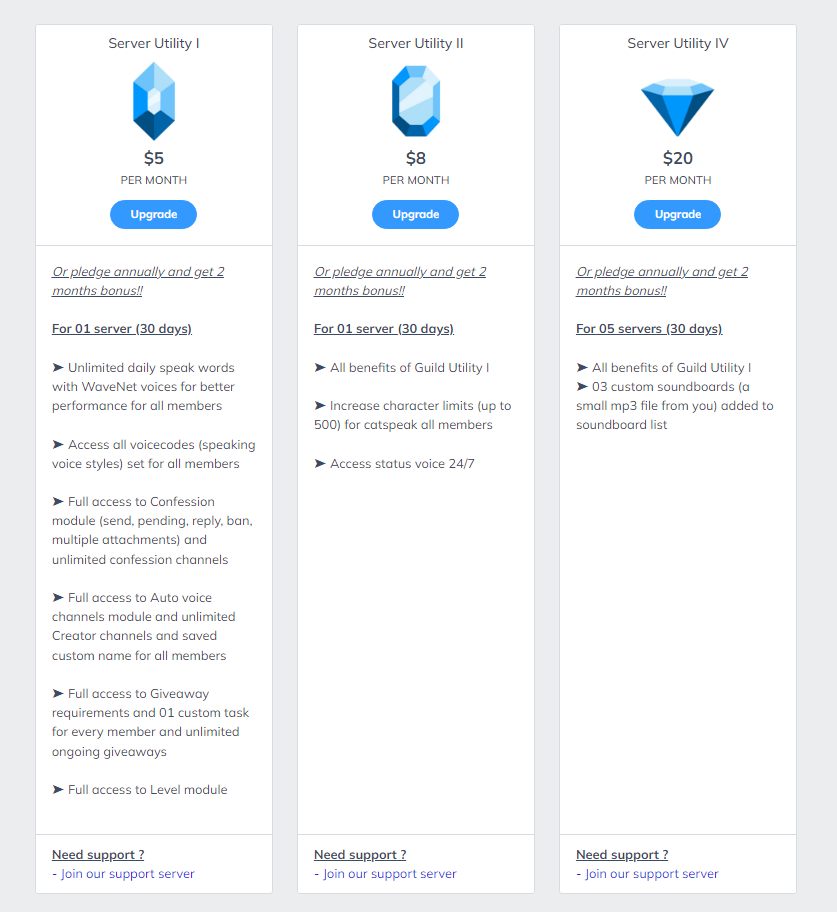 Server Utility I
$5
PER MONTH
Upgrade
Or pledge annually and get 2
months bonus!!
For 01 server (30 days)
➤ Unlimited daily speak words
with WaveNet voices for better
performance for all members
➤ Access all voicecodes (speaking
voice styles) set for all members
➤ Full access to Confession
module (send, pending, reply, ban,
multiple attachments) and
unlimited confession channels
➤ Full access to Auto voice
channels module and unlimited
Creator channels and saved
custom name for all members
➤ Full access to Giveaway
requirements and 01 custom task
for every member and unlimited
ongoing giveaways
➤ Full access to Level module
Need support ?
- Join our support server
Server Utility II
$8
PER MONTH
Upgrade
Or pledge annually and get 2
months bonus!!
For 01 server (30 days)
➤ All benefits of Guild Utility I
➤ Increase character limits (up to
500) for catspeak all members
➤ Access status voice 24/7
Need support ?
- Join our support server
Server Utility IV
$20
PER MONTH
Upgrade
Or pledge annually and get 2
months bonus!!
For 05 servers (30 days)
➤ All benefits of Guild Utility I
➤ 03 custom soundboards (a
small mp3 file from you) added to
soundboard list
Need support ?
- Join our support server